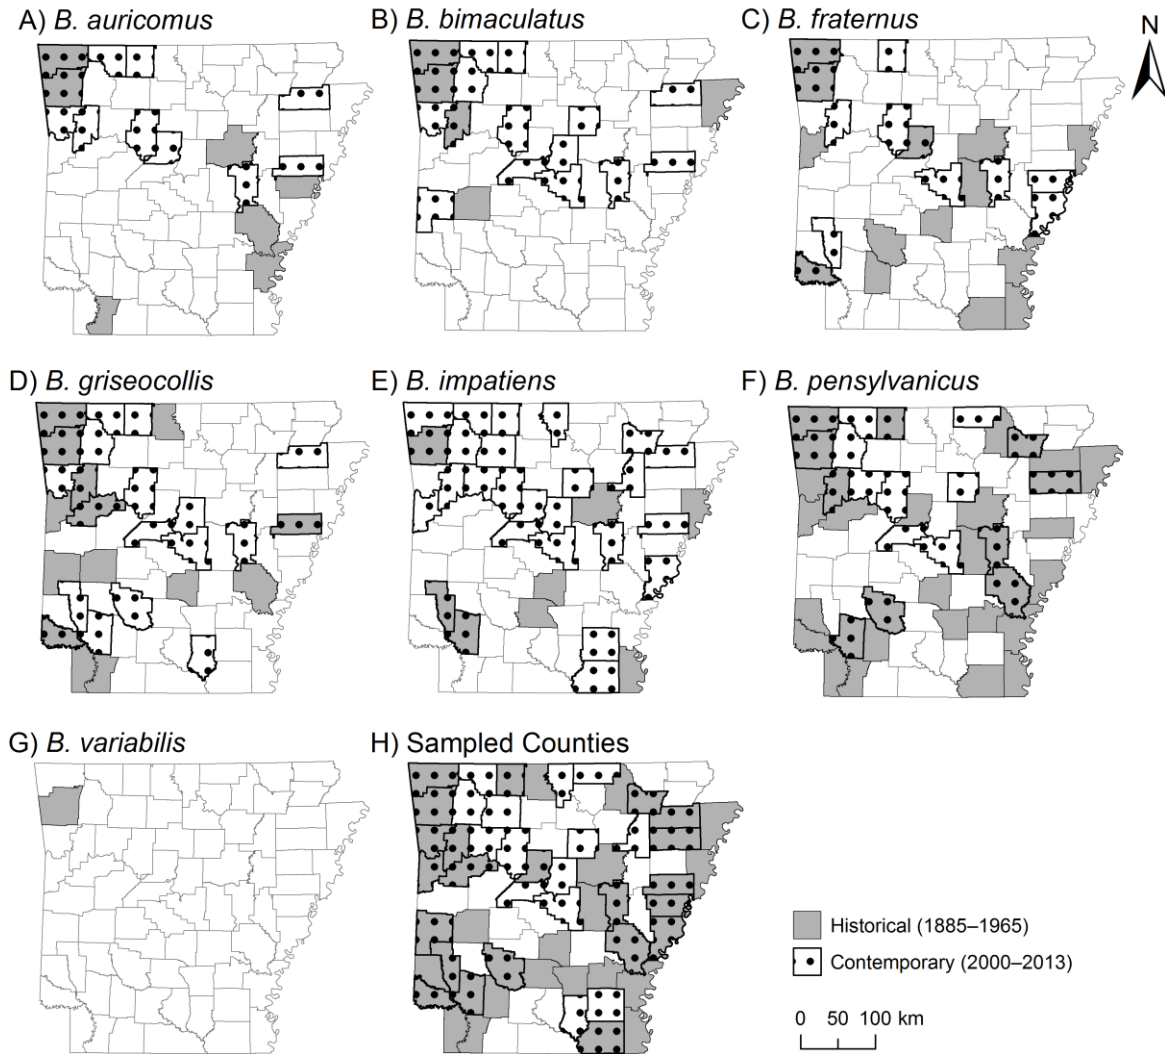 A) B. auricomus
B) B. bimaculatus
C) B. fraternus
N
D) B. griseocollis
E) B. impatiens
F) B. pensylvanicus
G) B. variabilis
H) Sampled Counties
Historical (1885–1965)
Contemporary (2000–2013)
0 50 100 km